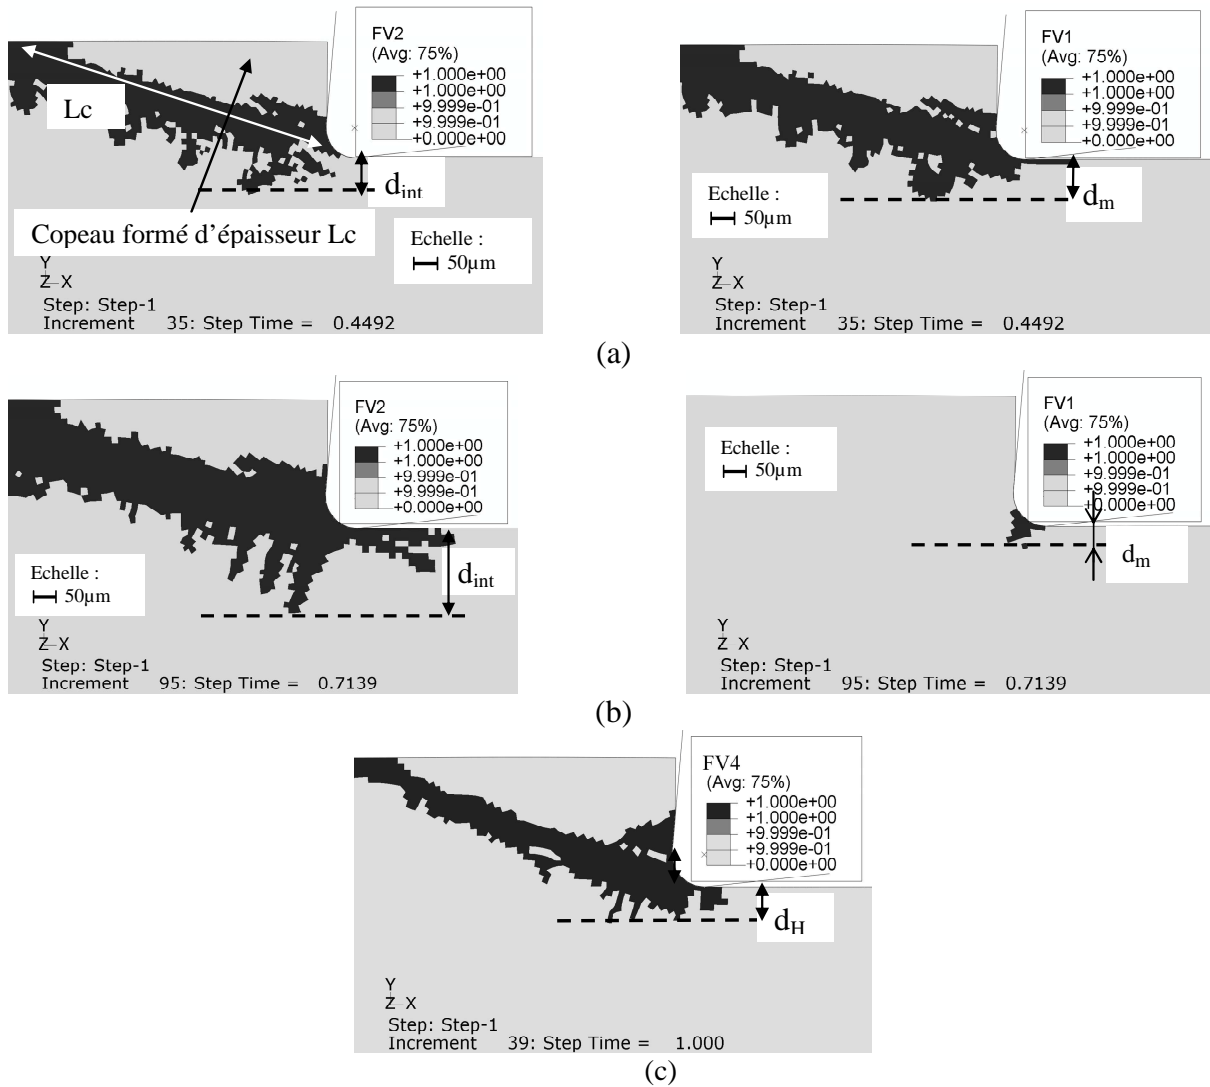 FV2
(Avg: 75%)
+1.000e+00
+1.000e+00
+9.999e-01
+9.999e-01
+0.000e+00
Lc
d_int
Copeau formé d'épaisseur Lc
Echelle :
50µm
Y
Z X
Step: Step-1
Increment 35: Step Time = 0.4492
FV1
(Avg: 75%)
+1.000e+00
+1.000e+00
+9.999e-01
+9.999e-01
+0.000e+00
Echelle :
50µm
d_m
Y
Z X
Step: Step-1
Increment 35: Step Time = 0.4492
(a)
FV2
(Avg: 75%)
+1.000e+00
+1.000e+00
+9.999e-01
+9.999e-01
+0.000e+00
Echelle :
50µm
d_int
Y
Z X
Step: Step-1
Increment 95: Step Time = 0.7139
FV1
(Avg: 75%)
+1.000e+00
+1.000e+00
+9.999e-01
+9.999e-01
+0.000e+00
Echelle :
50µm
d_m
Y
Z X
Step: Step-1
Increment 95: Step Time = 0.7139
(b)
FV4
(Avg: 75%)
+1.000e+00
+1.000e+00
+9.999e-01
+9.999e-01
+0.000e+00
d_H
Y
Z X
Step: Step-1
Increment 39: Step Time = 1.000
(c)